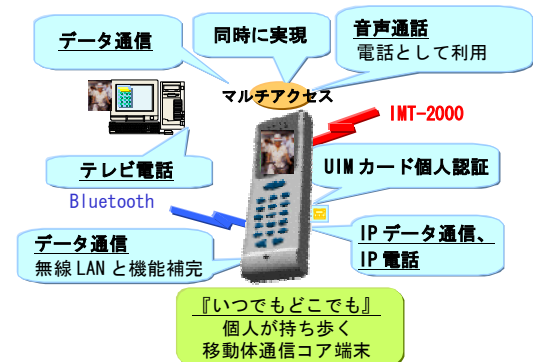 データ通信
同時に実現
音声通話
電話として利用
マルチアクセス
IMT-2000
テレビ電話
UIMカード個人認証
Bluetooth
データ通信
無線LANと機能補完
IPデータ通信、
IP電話
『いつでもどこでも』
個人が持ち歩く
移動体通信コア端末